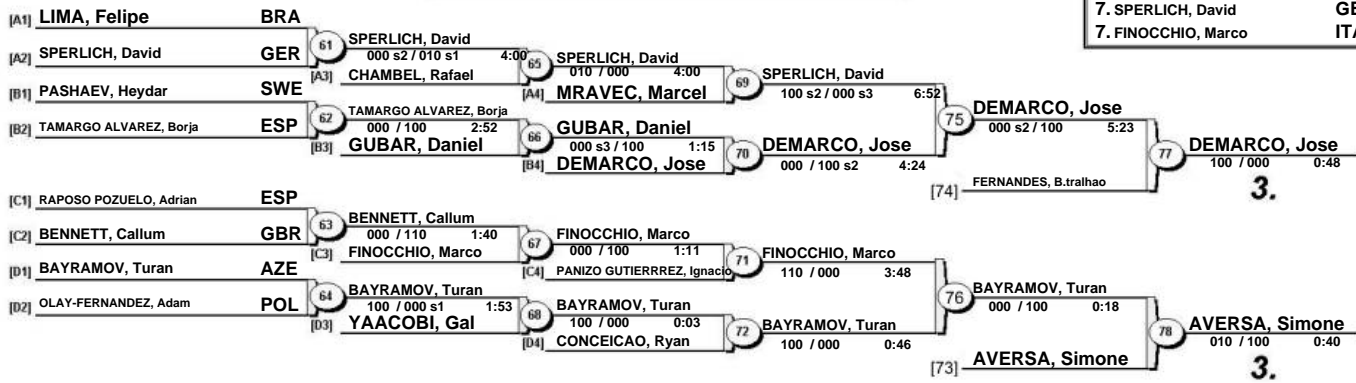 7. SPERLICH, David GE
7. FINOCCHIO, Marco IT
[A1] LIMA, Felipe BRA
[A2] SPERLICH, David GER
61 SPERLICH, David
000 s2 / 010 s1 4:00
[A3] CHAMBEL, Rafael
65 SPERLICH, David
010 / 000 4:00
[A4] MRAVEC, Marcel
69 SPERLICH, David
100 s2 / 000 s3 6:52
[B1] PASHAEV, Heydar SWE
[B2] TAMARGO ALVAREZ, Borja ESP
62 TAMARGO ALVAREZ, Borja
000 / 100 2:52
[B3] GUBAR, Daniel
66 GUBAR, Daniel
000 s3 / 100 1:15
[B4] DEMARCO, Jose
70 DEMARCO, Jose
000 / 100 s2 4:24
75 DEMARCO, Jose
000 s2 / 100 5:23
[74] FERNANDES, B.tralhao
77 DEMARCO, Jose
100 / 000 0:48
3.
[C1] RAPOSO POZUELO, Adrian ESP
[C2] BENNETT, Callum GBR
63 BENNETT, Callum
000 / 110 1:40
[C3] FINOCCHIO, Marco
67 FINOCCHIO, Marco
000 / 100 1:11
[C4] PANIZO GUTIERRREZ, Ignacio
71 FINOCCHIO, Marco
110 / 000 3:48
[D1] BAYRAMOV, Turan AZE
[D2] OLAY-FERNANDEZ, Adam POL
64 BAYRAMOV, Turan
100 / 000 s1 1:53
[D3] YAACOBI, Gal
68 BAYRAMOV, Turan
100 / 000 0:03
[D4] CONCEICAO, Ryan
72 BAYRAMOV, Turan
100 / 000 0:46
76 BAYRAMOV, Turan
000 / 100 0:18
[73] AVERSA, Simone
78 AVERSA, Simone
010 / 100 0:40
3.